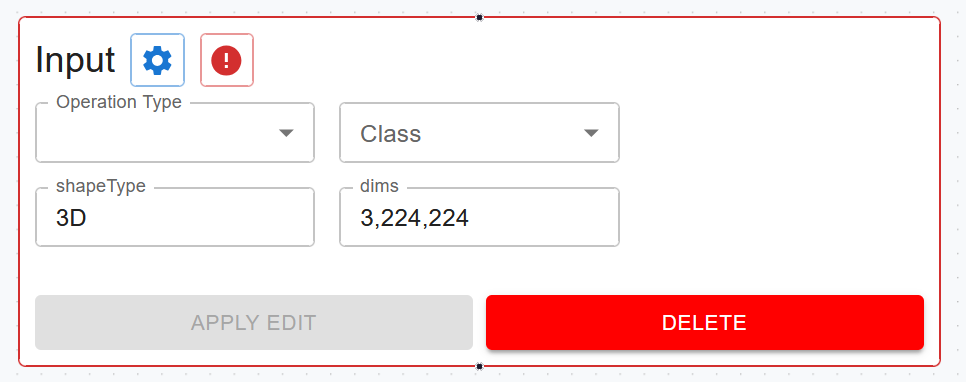 Input
Operation Type
Class
shapeType
3D
dims
3,224,224
APPLY EDIT
DELETE